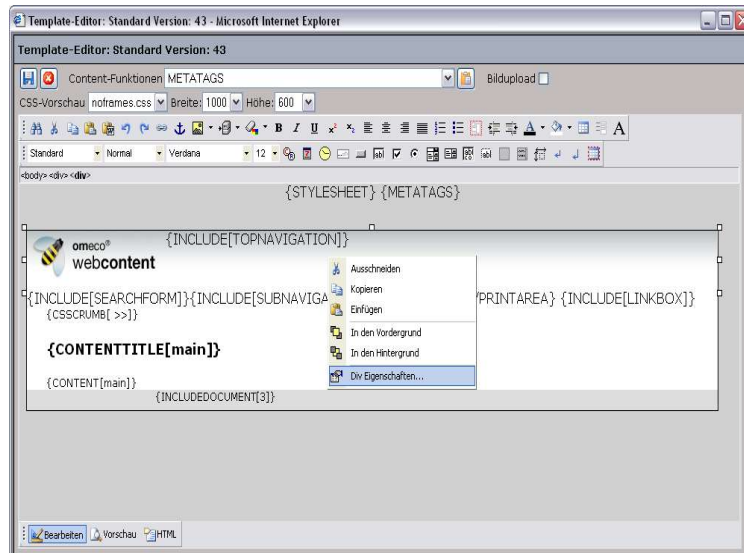 Template-Editor: Standard Version: 43 - Microsoft Internet Explorer
Template-Editor: Standard Version: 43
Content-Funktionen METATAGS Bildupload
CSS-Vorschau noframes.css Breite: 1000 Höhe: 600
B I U x² x₂ A A
Standard Normal Verdana 12
<body> <div> <div>
{STYLESHEET} {METATAGS}
{INCLUDE[TOPNAVIGATION]}
omeco®
webcontent
Ausschneiden
Kopieren
Einfügen
In den Vordergrund
In den Hintergrund
Div Eigenschaften...
{INCLUDE[SEARCHFORM]}{INCLUDE[SUBNAVIGA PRINTAREA} {INCLUDE[LINKBOX]}
{CSSCRUMB[ >>]}
{CONTENTTITLE[main]}
{CONTENT[main]}
{INCLUDEDOCUMENT[3]}
Bearbeiten Vorschau HTML